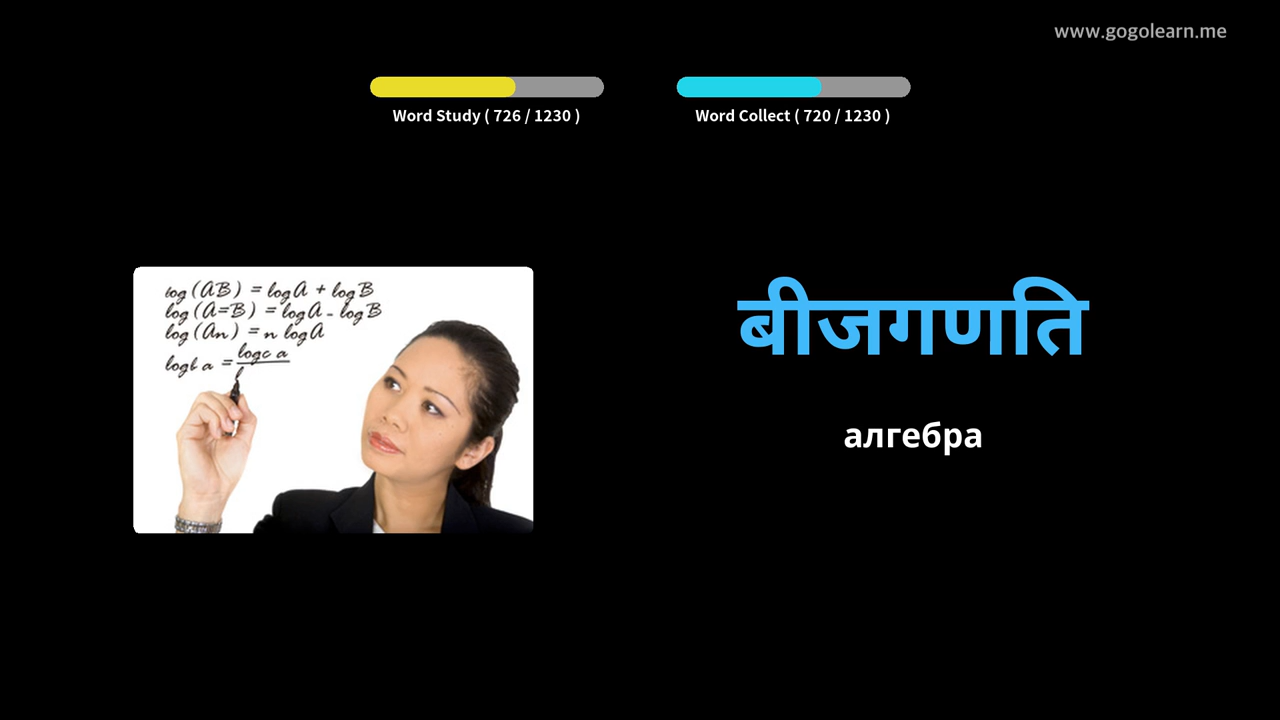 www.gogolearn.me
Word Study ( 726 / 1230 )
Word Collect ( 720 / 1230 )
log (AB) = log A + log B
log (A=B) = log A - log B
log (An) = n log A
logb a = logc a
बीजगणति
алгебра